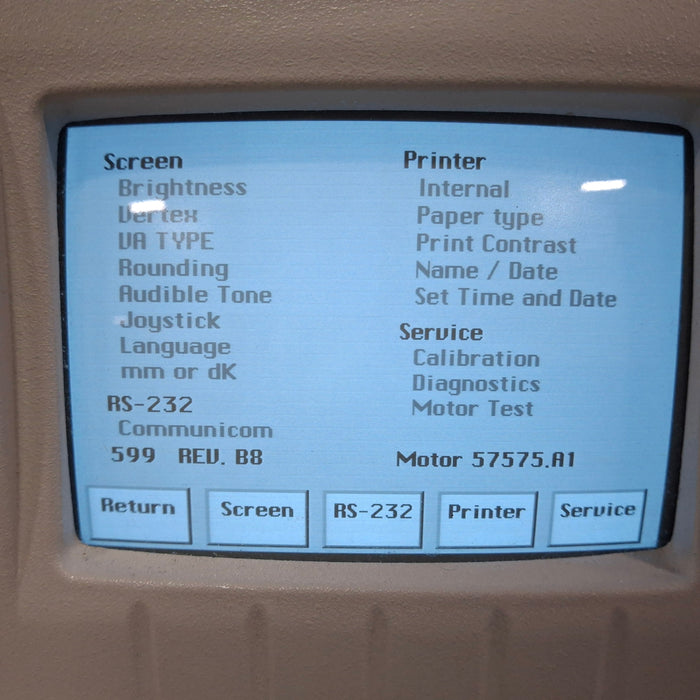 Screen
Brightness
Vertex
VA TYPE
Rounding
Audible Tone
Joystick
Language
mm or dK
RS-232
Communicom
599 REV. B8
Printer
Internal
Paper type
Print Contrast
Name / Date
Set Time and Date
Service
Calibration
Diagnostics
Motor Test
Motor 57575.A1
Return
Screen
RS-232
Printer
Service